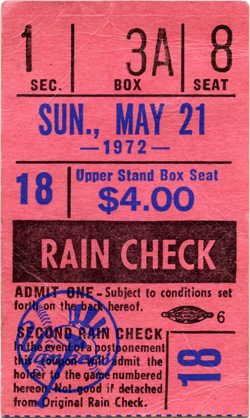 1 3A 8
SEC. BOX SEAT
SUN., MAY 21
—1972—
18 Upper Stand Box Seat
$4.00
RAIN CHECK
ADMIT ONE—Subject to conditions set
forth on the back hereof.
6
SECOND RAIN CHECK
In the event of a postponement
this coupon will admit the
holder to the game numbered
hereon. Not good if detached
from Original Rain Check.
18